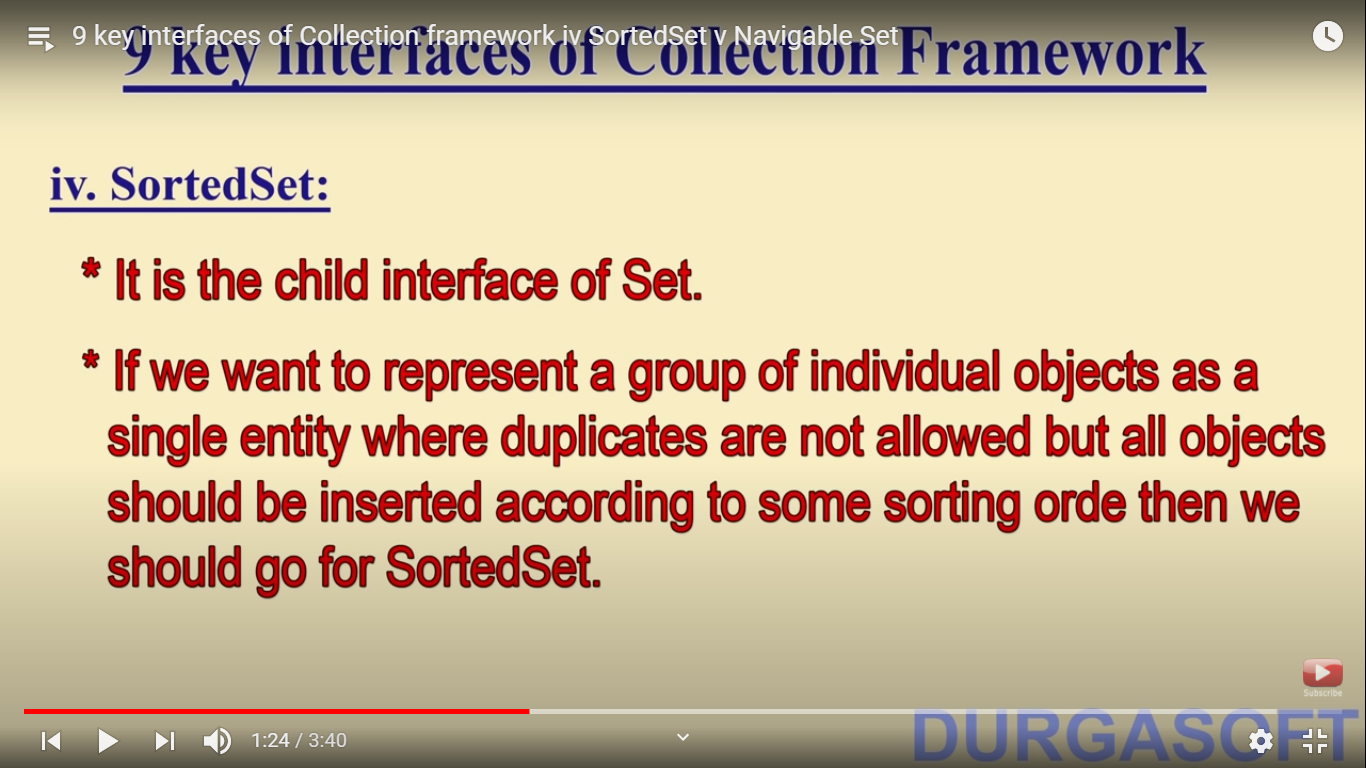 9 key interfaces of Collection framework iv SortedSet v Navigable Set
9 key interfaces of Collection Framework
iv. SortedSet:
* It is the child interface of Set.
* If we want to represent a group of individual objects as a
single entity where duplicates are not allowed but all objects
should be inserted according to some sorting orde then we
should go for SortedSet.
Subscribe
1:24 / 3:40
DURGASOFT